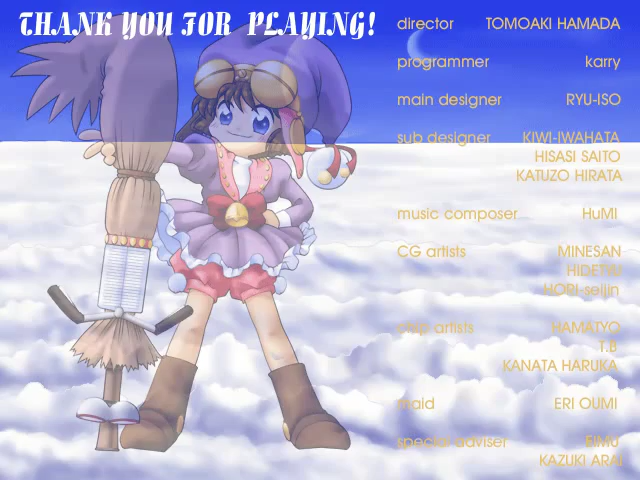 THANK YOU FOR PLAYING!
director TOMOAKI HAMADA
programmer karry
main designer RYU-ISO
sub designer KIWI-IWAHATA
HISASI SAITO
KATUZO HIRATA
music composer HuMI
CG artists MINESAN
HOPI seijin
chip artists HAMATYO
T.B
KANATA HARUKA
maid ERI OUMI
special adviser EIMU
KAZUKI ARAI